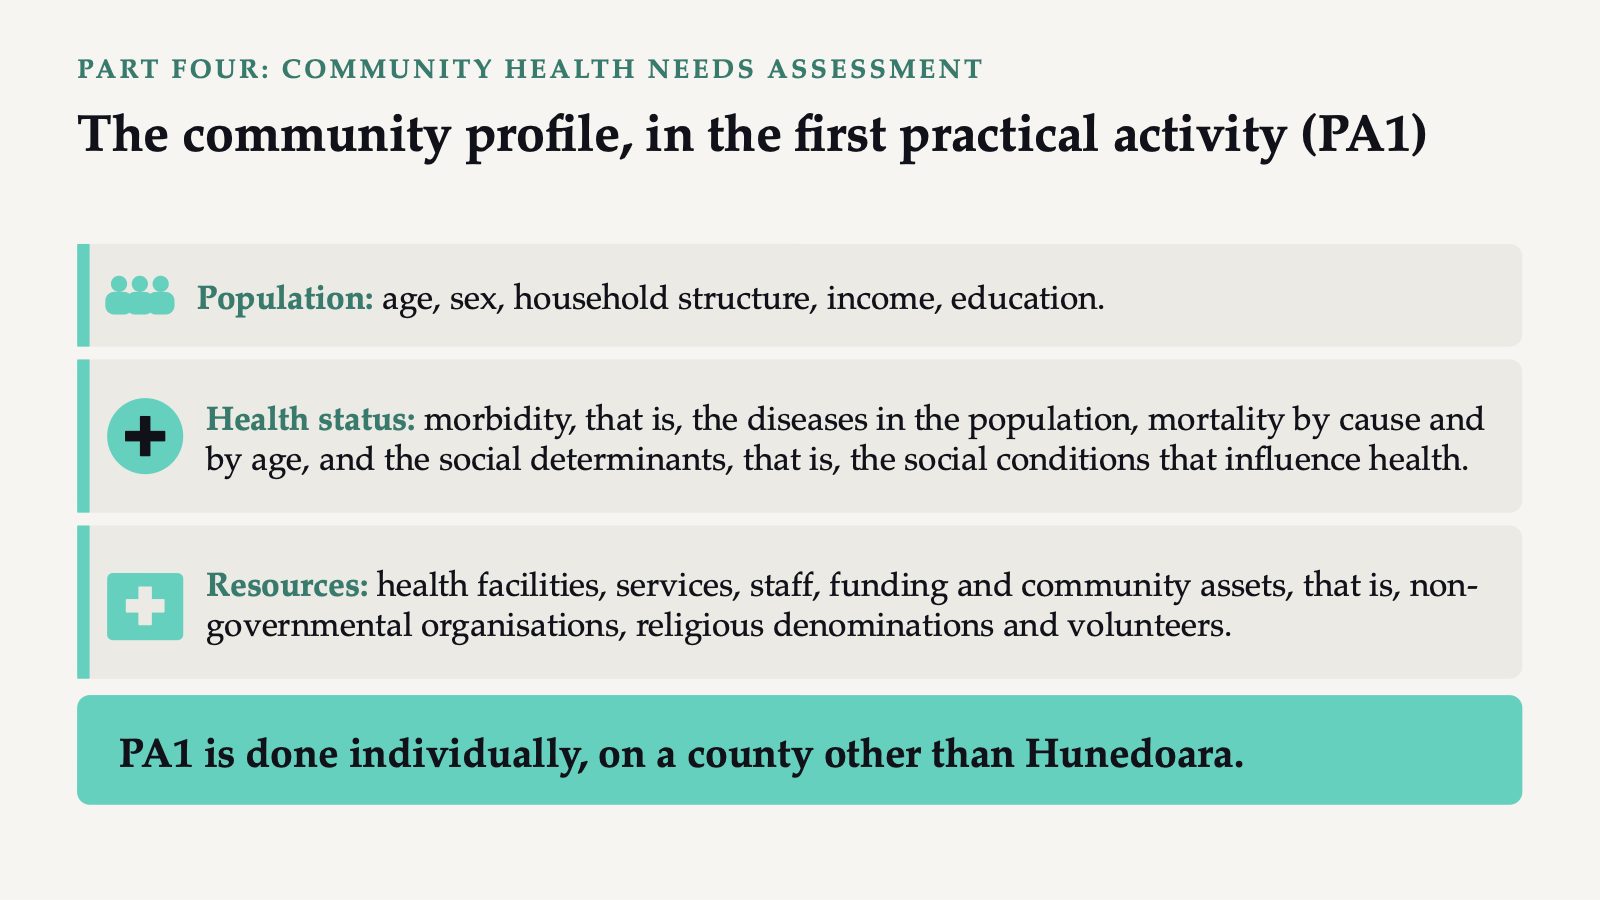 PART FOUR: COMMUNITY HEALTH NEEDS ASSESSMENT
The community profile, in the first practical activity (PA1)
Population: age, sex, household structure, income, education.
Health status: morbidity, that is, the diseases in the population, mortality by cause and
by age, and the social determinants, that is, the social conditions that influence health.
Resources: health facilities, services, staff, funding and community assets, that is, non-
governmental organisations, religious denominations and volunteers.
PA1 is done individually, on a county other than Hunedoara.